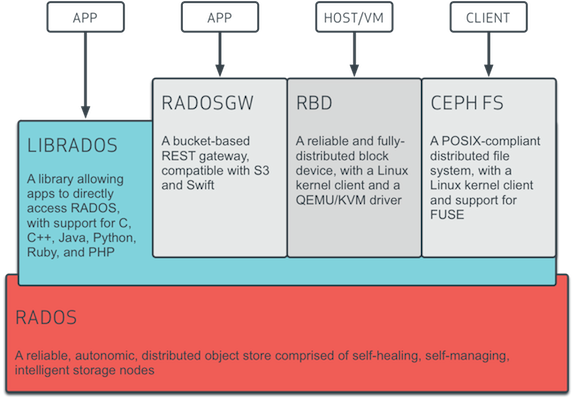 APP
APP
HOST/VM
CLIENT
RADOSGW
A bucket-based
REST gateway,
compatible with S3
and Swift
RBD
A reliable and fully-
distributed block
device, with a Linux
kernel client and a
QEMU/KVM driver
CEPH FS
A POSIX-compliant
distributed file
system, with a
Linux kernel client
and support for
FUSE
LIBRADOS
A library allowing
apps to directly
access RADOS,
with support for C,
C++, Java, Python,
Ruby, and PHP
RADOS
A reliable, autonomic, distributed object store comprised of self-healing, self-managing,
intelligent storage nodes